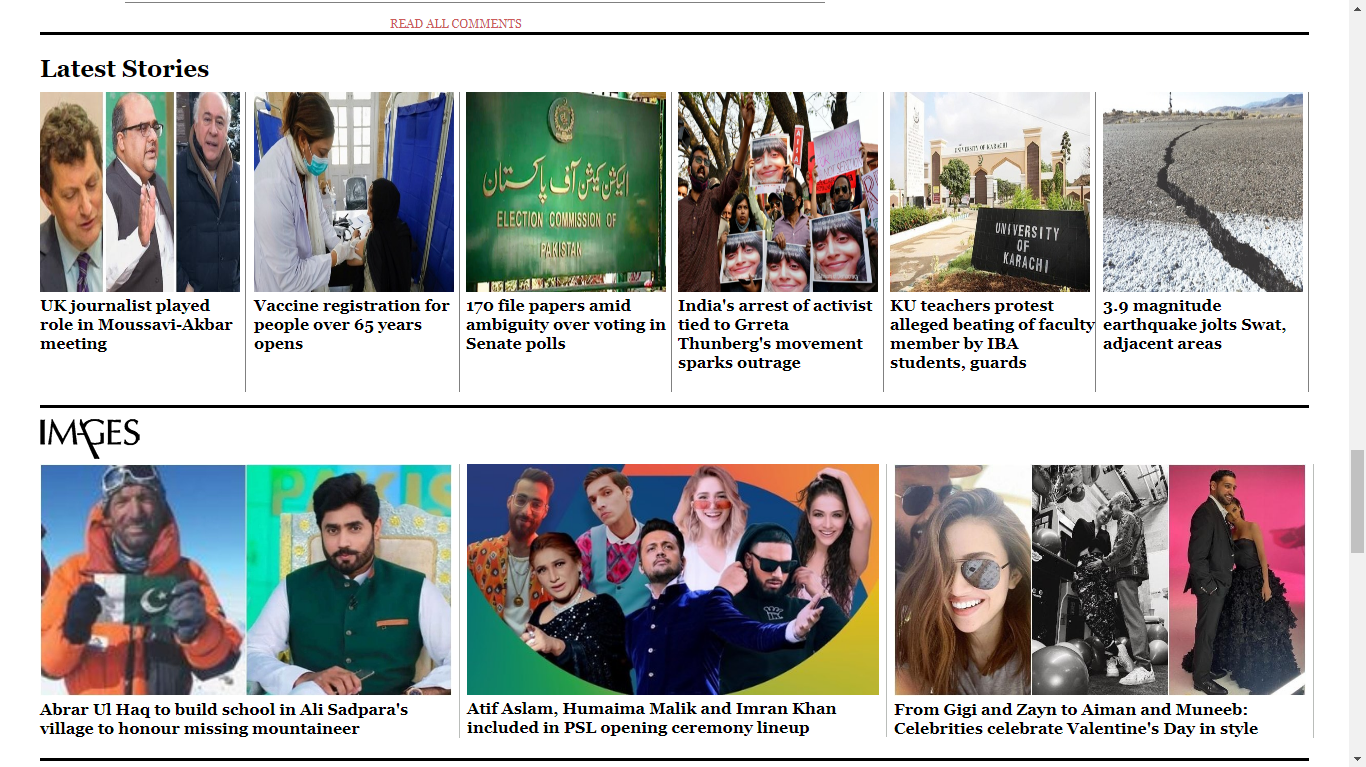 READ ALL COMMENTS
Latest Stories
الیکشن کمیشن آف پاکستان
ELECTION COMMISSION OF
PAKISTAN
UNIVERSITY OF KARACHI
UNIVERSITY
OF
KARACHI
UK journalist played
role in Moussavi-Akbar
meeting
Vaccine registration for
people over 65 years
opens
170 file papers amid
ambiguity over voting in
Senate polls
India's arrest of activist
tied to Grreta
Thunberg's movement
sparks outrage
KU teachers protest
alleged beating of faculty
member by IBA
students, guards
3.9 magnitude
earthquake jolts Swat,
adjacent areas
IMAGES
PAKIS
Abrar Ul Haq to build school in Ali Sadpara's
village to honour missing mountaineer
Atif Aslam, Humaima Malik and Imran Khan
included in PSL opening ceremony lineup
From Gigi and Zayn to Aiman and Muneeb:
Celebrities celebrate Valentine's Day in style